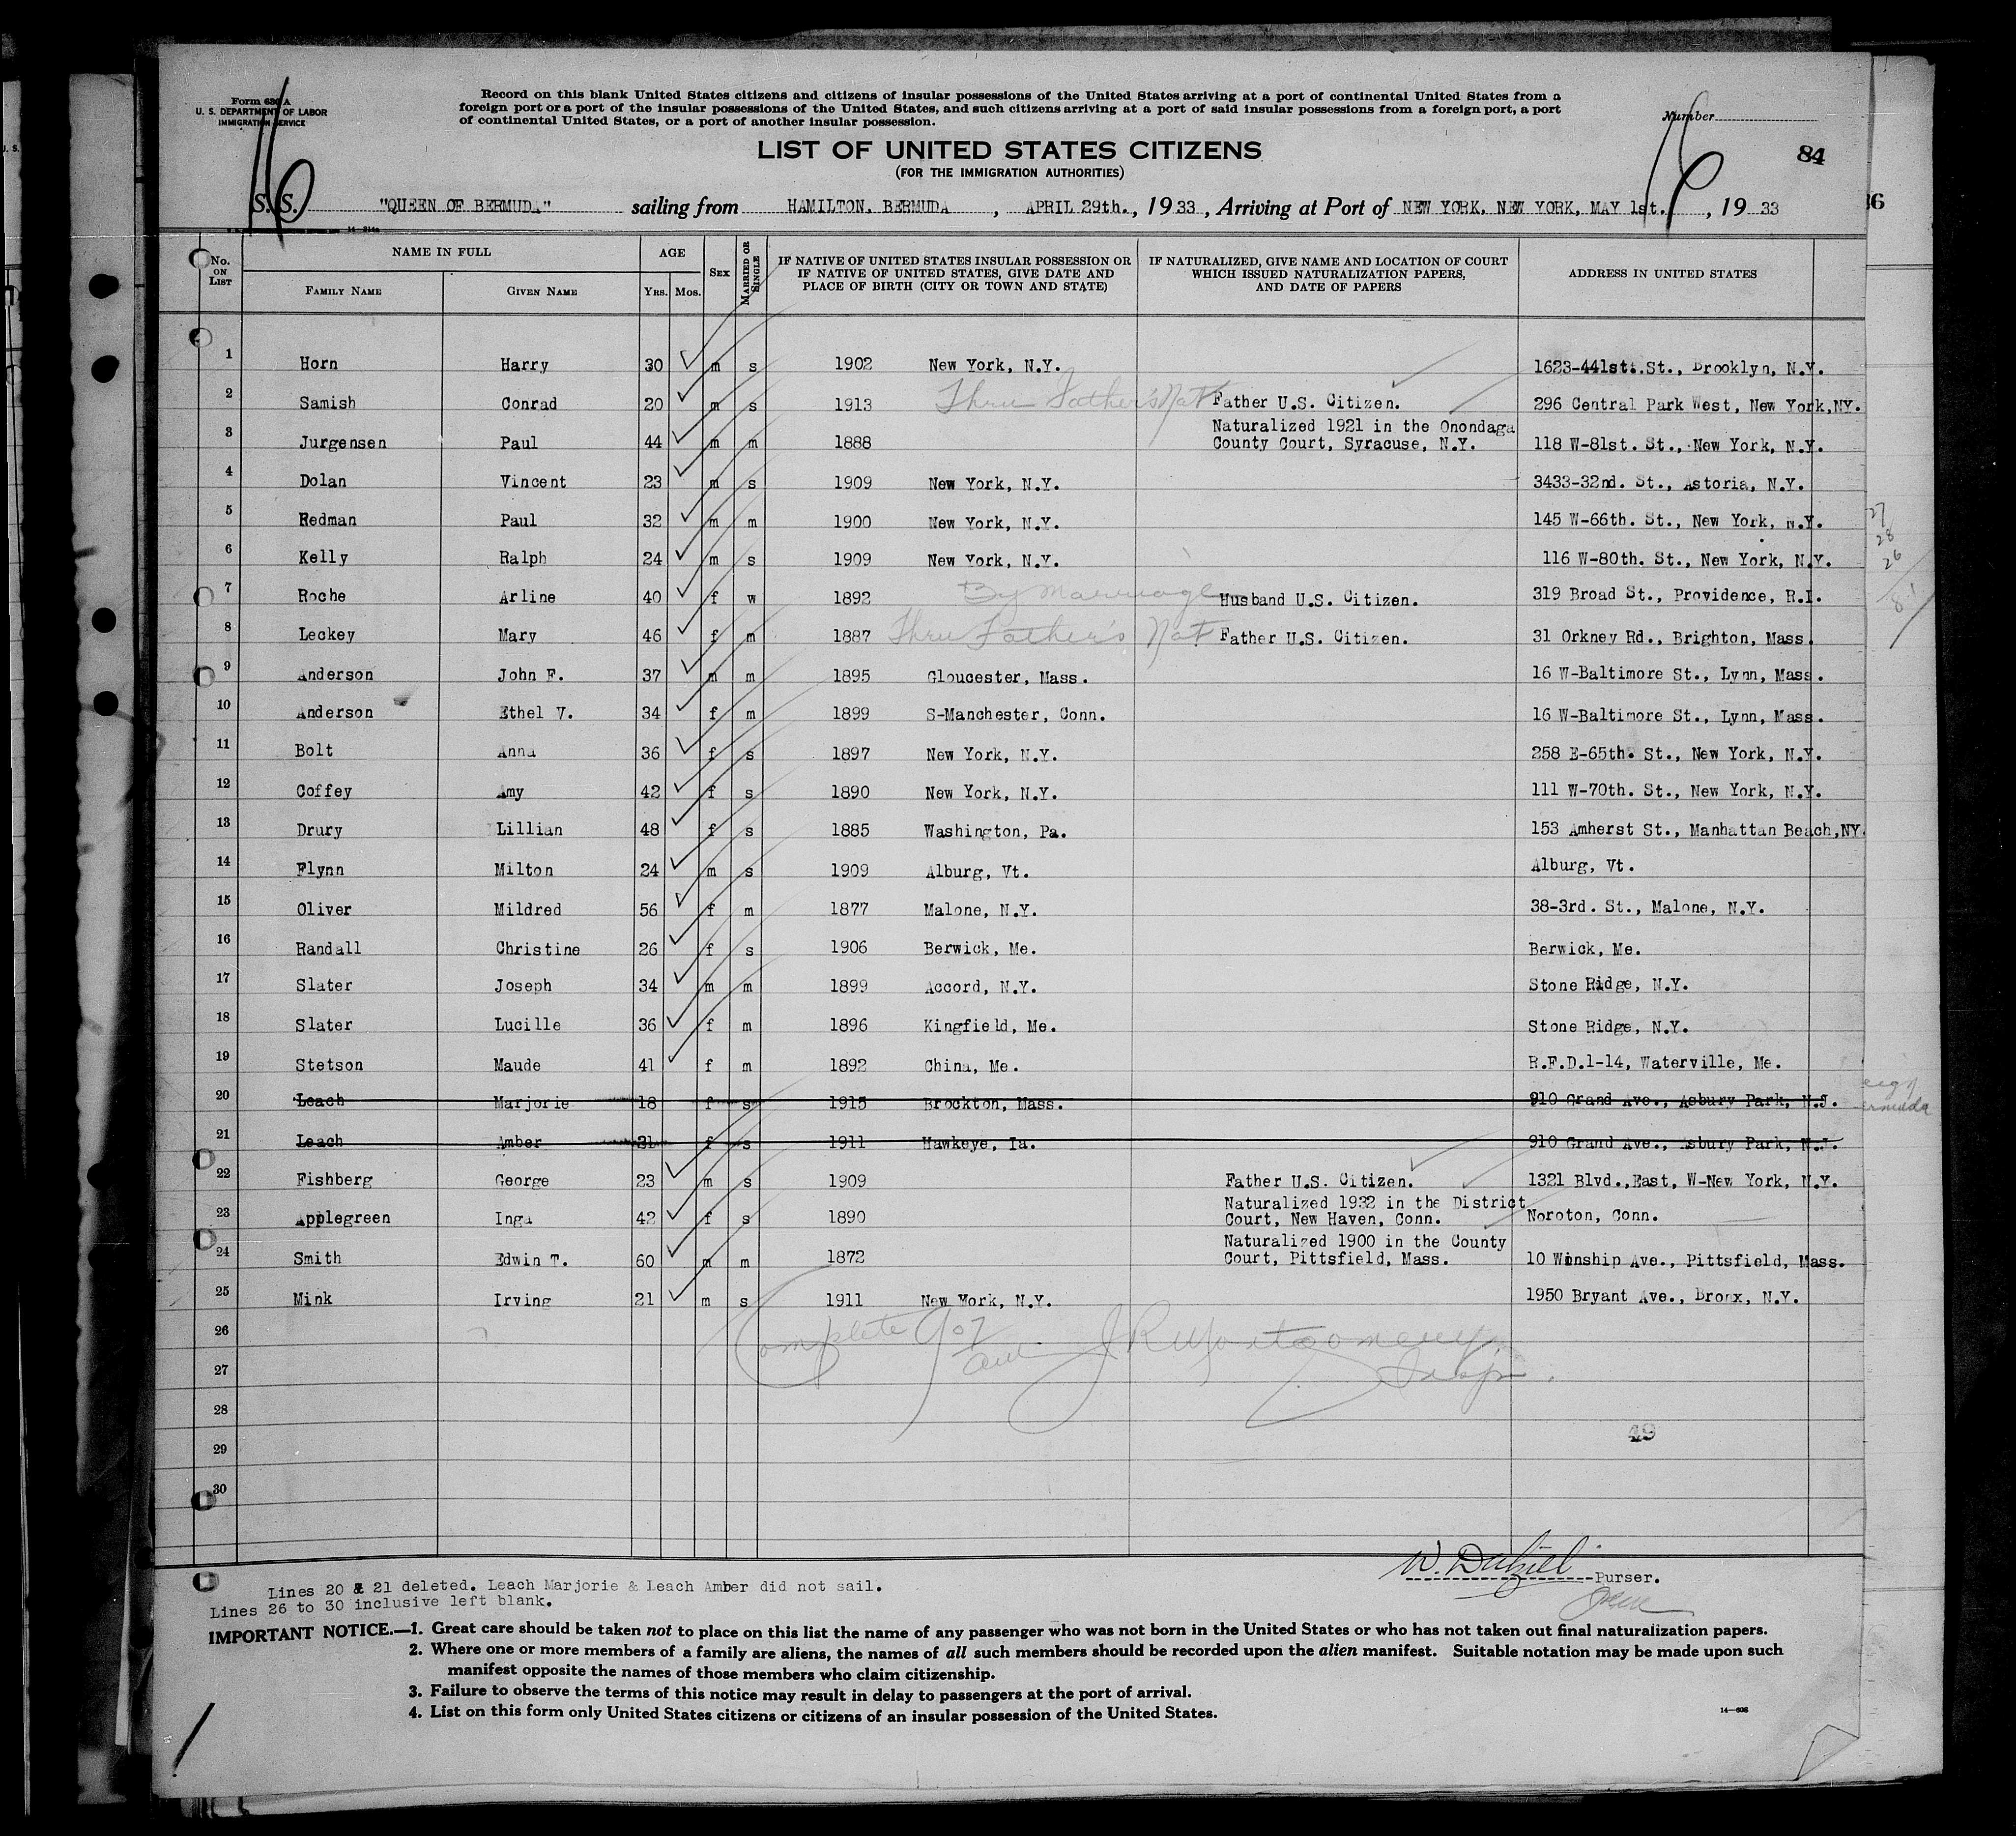 Form 630 A
U. S. DEPARTMENT OF LABOR
IMMIGRATION SERVICE
Record on this blank United States citizens and citizens of insular possessions of the United States arriving at a port of continental United States from a
foreign port or a port of the insular possessions of the United States, and such citizens arriving at a port of said insular possessions from a foreign port, a port
of continental United States, or a port of another insular possession.
Number
84
LIST OF UNITED STATES CITIZENS
(FOR THE IMMIGRATION AUTHORITIES)
S. S. "QUEEN OF BERMUDA" sailing from HAMILTON, BERMUDA, APRIL 29th., 1933, Arriving at Port of NEW YORK, NEW YORK, MAY 1st., 1933
No. ON LIST NAME IN FULL FAMILY NAME GIVEN NAME AGE YRS. MOS. SEX MARRIED OR SINGLE IF NATIVE OF UNITED STATES INSULAR POSSESSION OR IF NATIVE OF UNITED STATES, GIVE DATE AND PLACE OF BIRTH (CITY OR TOWN AND STATE) IF NATURALIZED, GIVE NAME AND LOCATION OF COURT WHICH ISSUED NATURALIZATION PAPERS, AND DATE OF PAPERS ADDRESS IN UNITED STATES
1 Horn Harry 30 m s 1902 New York, N.Y. 1623-441st. St., Brooklyn, N.Y.
2 Samish Conrad 20 m s 1913 Thru Father's Nat Father U.S. Citizen. 296 Central Park West, New York,NY.
3 Jurgensen Paul 44 m m 1888 Naturalized 1921 in the Onondaga County Court, Syracuse, N.Y. 118 W-81st. St., New York, N.Y.
4 Dolan Vincent 23 m s 1909 New York, N.Y. 3433-32nd. St., Astoria, N.Y.
5 Redman Paul 32 m m 1900 New York, N.Y. 145 W-66th. St., New York, N.Y.
6 Kelly Ralph 24 m s 1909 New York, N.Y. 116 W-80th. St., New York, N.Y.
7 Roche Arline 40 f w 1892 By Marriage Husband U.S. Citizen. 319 Broad St., Providence, R.I.
8 Leckey Mary 46 f m 1887 Thru Father's Nat Father U.S. Citizen. 31 Orkney Rd., Brighton, Mass.
9 Anderson John F. 37 m m 1895 Gloucester, Mass. 16 W-Baltimore St., Lynn, Mass.
10 Anderson Ethel V. 34 f m 1899 S-Manchester, Conn. 16 W-Baltimore St., Lynn, Mass.
11 Bolt Anna 36 f s 1897 New York, N.Y. 258 E-65th. St., New York, N.Y.
12 Coffey Amy 42 f s 1890 New York, N.Y. 111 W-70th. St., New York, N.Y.
13 Drury Lillian 48 f s 1885 Washington, Pa. 153 Amherst St., Manhattan Beach,NY.
14 Flynn Milton 24 m s 1909 Alburg, Vt. Alburg, Vt.
15 Oliver Mildred 56 f m 1877 Malone, N.Y. 38-3rd. St., Malone, N.Y.
16 Randall Christine 26 f s 1906 Berwick, Me. Berwick, Me.
17 Slater Joseph 34 m m 1899 Accord, N.Y. Stone Ridge, N.Y.
18 Slater Lucille 36 f m 1896 Kingfield, Me. Stone Ridge, N.Y.
19 Stetson Maude 41 f m 1892 China, Me. R.F.D.1-14, Waterville, Me.
20 Leach Marjorie 18 f s 1915 Brockton, Mass. 910 Grand Ave., Asbury Park, N.J.
21 Leach Amber 21 f s 1911 Hawkeye, Ia. 910 Grand Ave., Asbury Park, N.J.
22 Fishberg George 23 m s 1909 Father U.S. Citizen. 1321 Blvd.,East, W-New York, N.Y.
23 Applegreen Inga 42 f s 1890 Naturalized 1932 in the District Court, New Haven, Conn. Noroton, Conn.
24 Smith Edwin T. 60 m m 1872 Naturalized 1900 in the County Court, Pittsfield, Mass. 10 Winship Ave., Pittsfield, Mass.
25 Mink Irving 21 m s 1911 New York, N.Y. 1950 Bryant Ave., Bronx, N.Y.
26
Complete J R Montgomery
27
Insp.
28
29
49
30
W. Dalziel Purser.
Lines 20 & 21 deleted. Leach Marjorie & Leach Amber did not sail.
Lines 26 to 30 inclusive left blank.
IMPORTANT NOTICE.—1. Great care should be taken not to place on this list the name of any passenger who was not born in the United States or who has not taken out final naturalization papers.
2. Where one or more members of a family are aliens, the names of all such members should be recorded upon the alien manifest. Suitable notation may be made upon such
manifest opposite the names of those members who claim citizenship.
3. Failure to observe the terms of this notice may result in delay to passengers at the port of arrival.
4. List on this form only United States citizens or citizens of an insular possession of the United States.
14—608